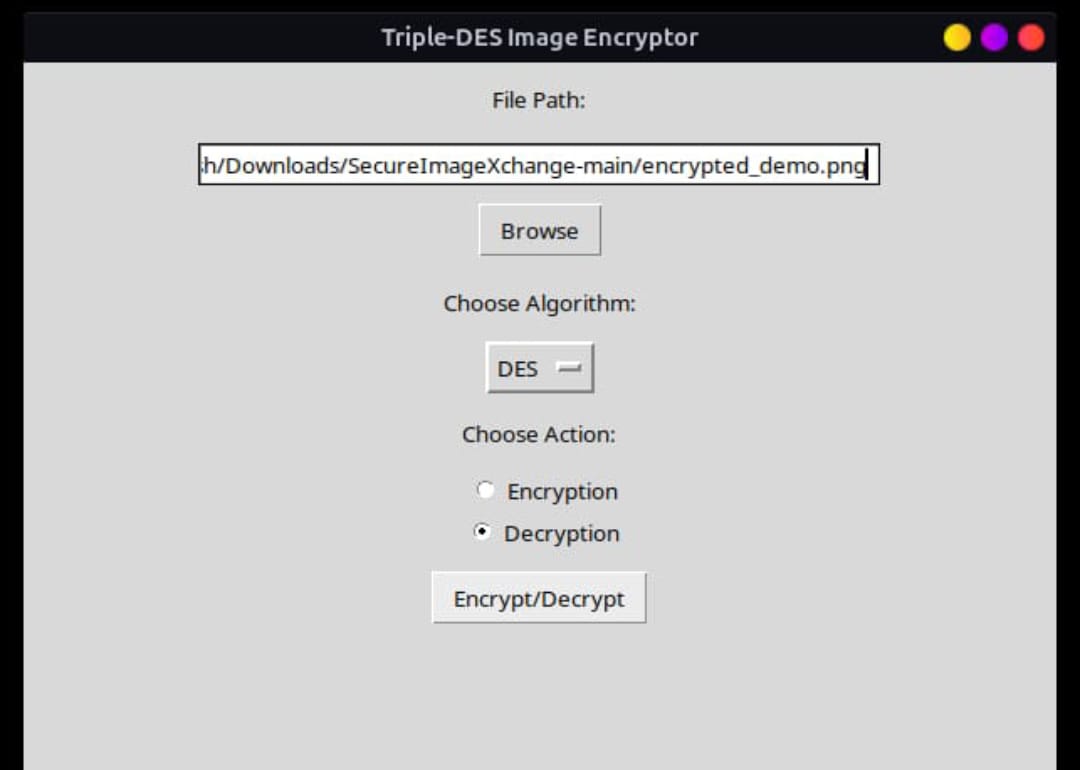 Triple-DES Image Encryptor
File Path:
h/Downloads/SecureImageXchange-main/encrypted_demo.png
Browse
Choose Algorithm:
DES
Choose Action:
Encryption
Decryption
Encrypt/Decrypt